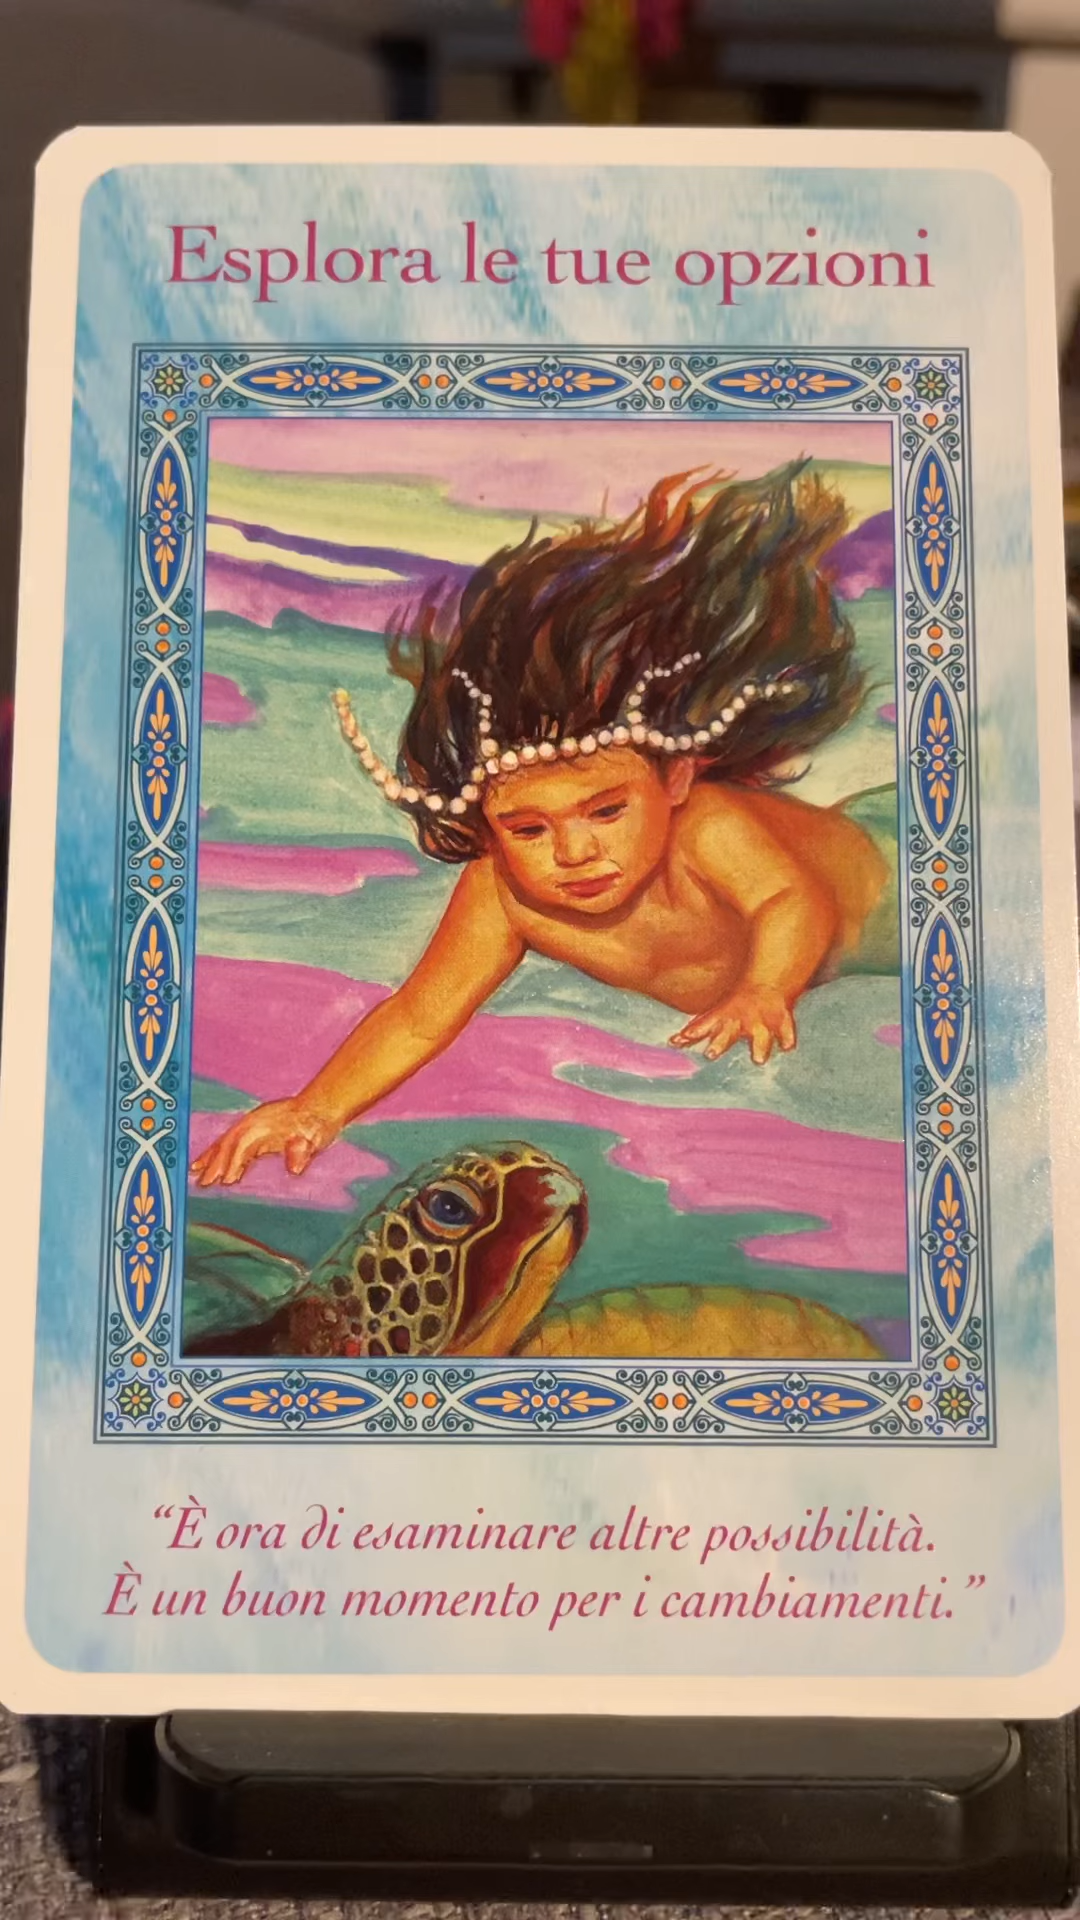 Esplora le tue opzioni
“È ora di esaminare altre possibilità.
È un buon momento per i cambiamenti.”